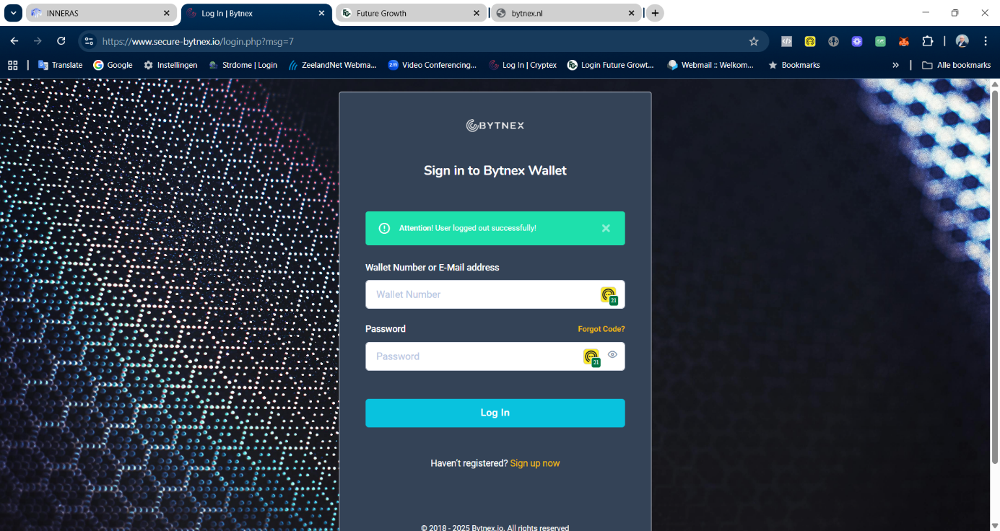 INNERAS
Log In | Bytnex
Future Growth
bytnex.nl
https://www.secure-bytnex.io/login.php?msg=7
Translate
Google
Instellingen
Strdome | Login
ZeelandNet Webma...
zm
Video Conferencing...
Log In | Cryptex
Login Future Growt...
Webmail :: Welkom...
Bookmarks
Alle bookmarks
BYTNEX
Sign in to Bytnex Wallet
Attention! User logged out successfully!
Wallet Number or E-Mail address
Wallet Number
21
Password
Forgot Code?
Password
21
Log In
Haven't registered? Sign up now
© 2018 - 2025 Bytnex.io. All rights reserved